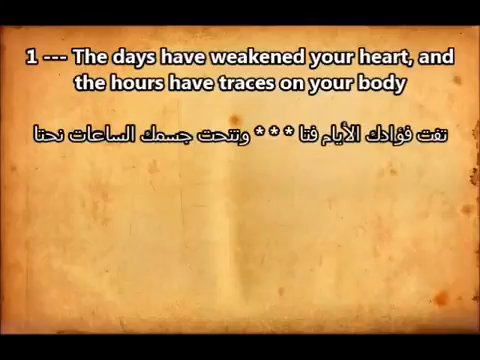 1 --- The days have weakened your heart, and
the hours have traces on your body
تفت فؤادك الأيام فتا * * * وتنحت جسمك الساعات نحتا